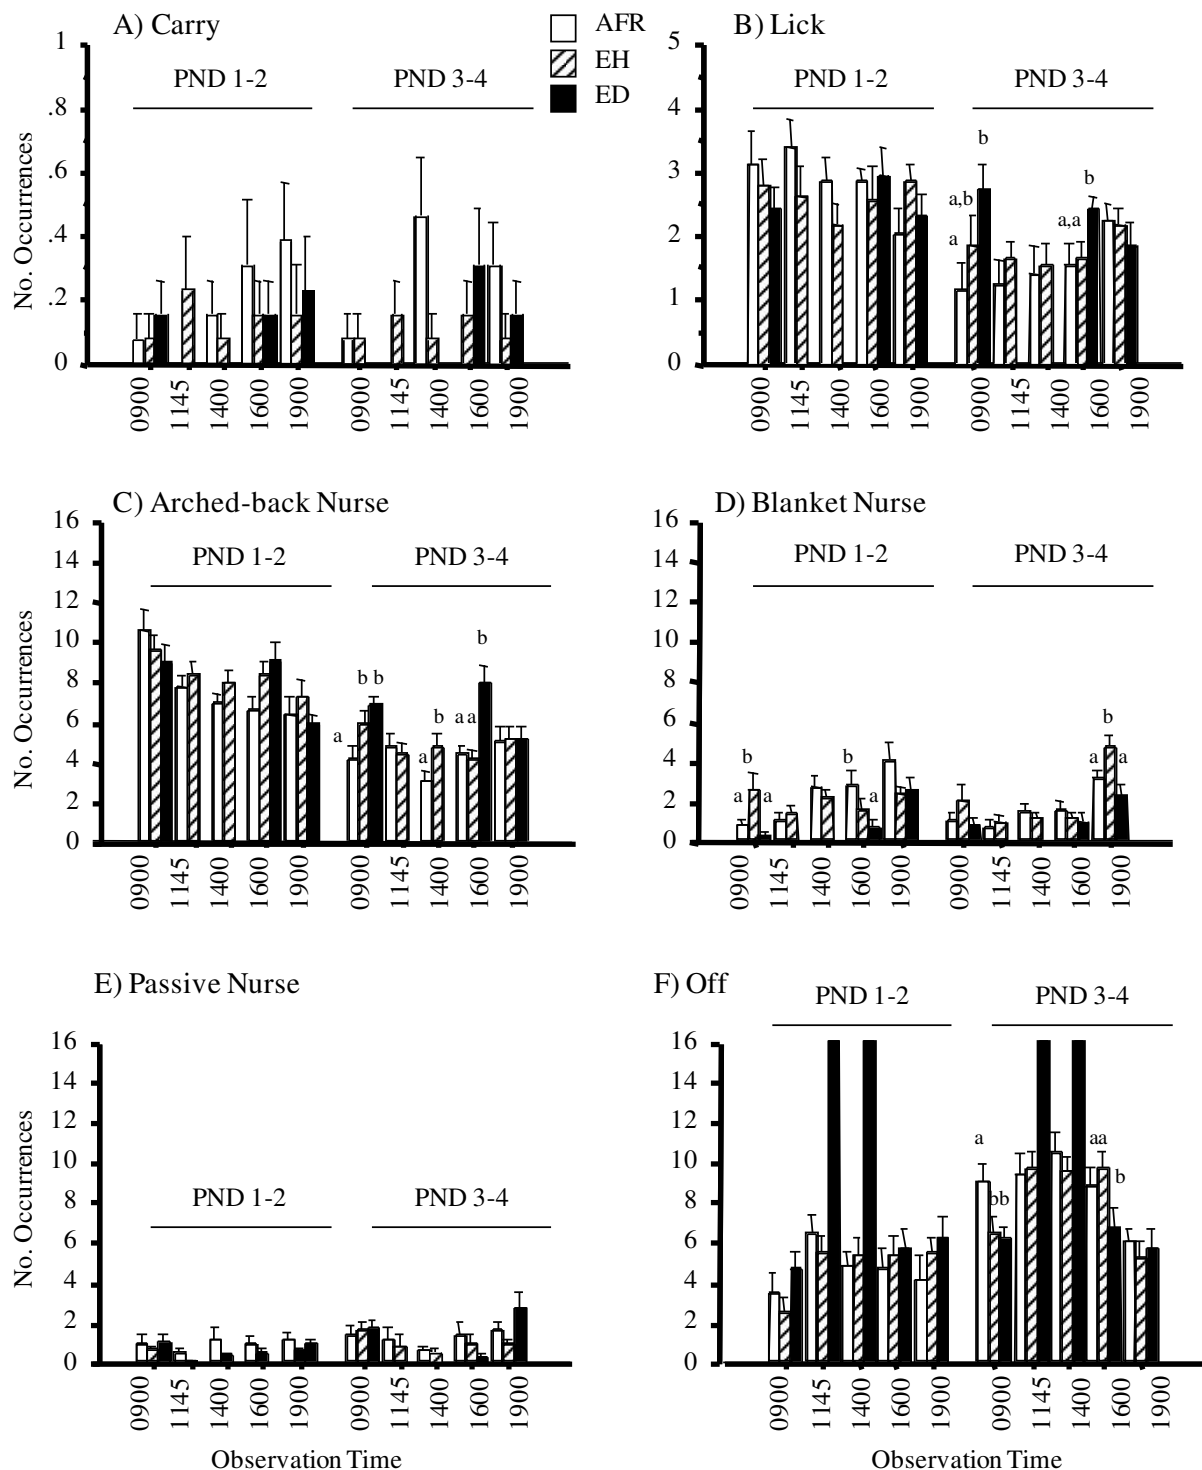 A) Carry
AFR
EH
ED
B) Lick
1
.8
.6
.4
.2
0
No. Occurrences
PND 1-2
PND 3-4
0900
1145
1400
1600
1900
0900
1145
1400
1600
1900
5
4
3
2
1
0
PND 1-2
PND 3-4
a
a,b
b
a,a
b
0900
1145
1400
1600
1900
0900
1145
1400
1600
1900
C) Arched-back Nurse
16
14
12
10
8
6
4
2
0
No. Occurrences
PND 1-2
PND 3-4
a
b b
a
b
a a
b
0900
1145
1400
1600
1900
0900
1145
1400
1600
1900
D) Blanket Nurse
16
14
12
10
8
6
4
2
0
PND 1-2
PND 3-4
a
b
a
b
a
a
b
a
0900
1145
1400
1600
1900
0900
1145
1400
1600
1900
E) Passive Nurse
16
14
12
10
8
6
4
2
0
No. Occurrences
PND 1-2
PND 3-4
0900
1145
1400
1600
1900
0900
1145
1400
1600
1900
Observation Time
F) Off
PND 1-2
PND 3-4
16
14
12
10
8
6
4
2
0
a
bb
aa
b
0900
1145
1400
1600
1900
0900
1145
1400
1600
1900
Observation Time